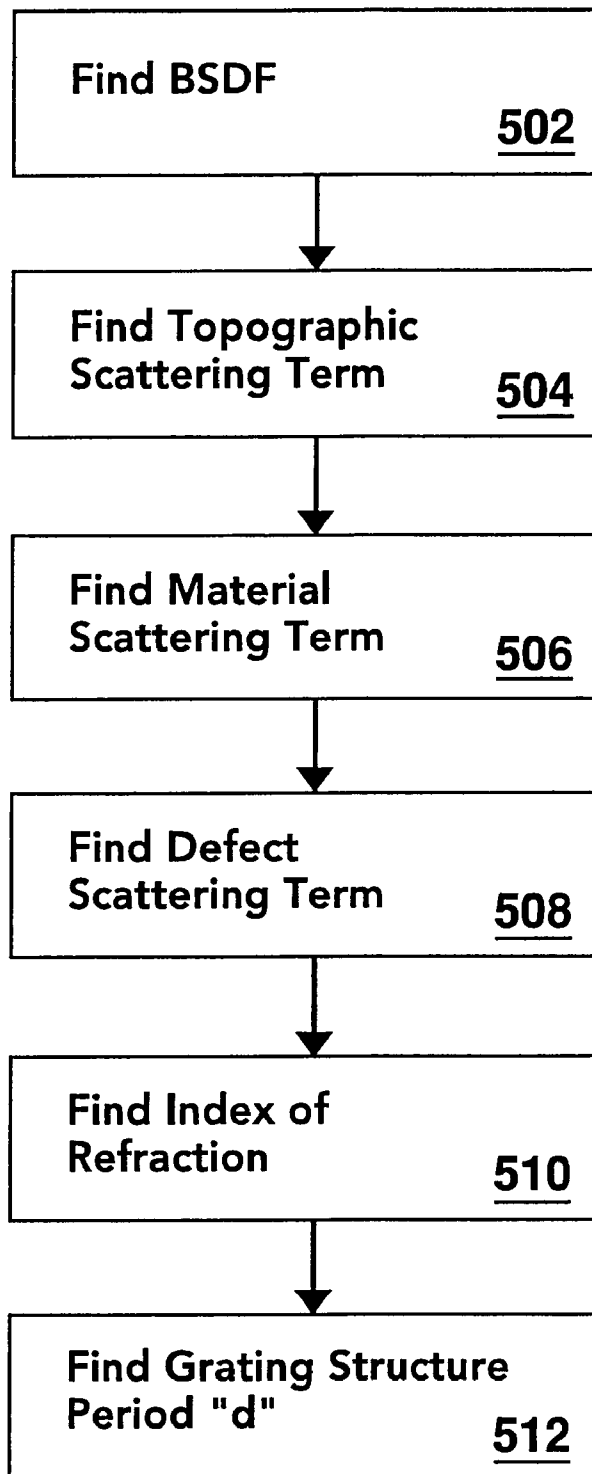 Find BSDF
502
Find Topographic
Scattering Term
504
Find Material
Scattering Term
506
Find Defect
Scattering Term
508
Find Index of
Refraction
510
Find Grating Structure
Period "d"
512